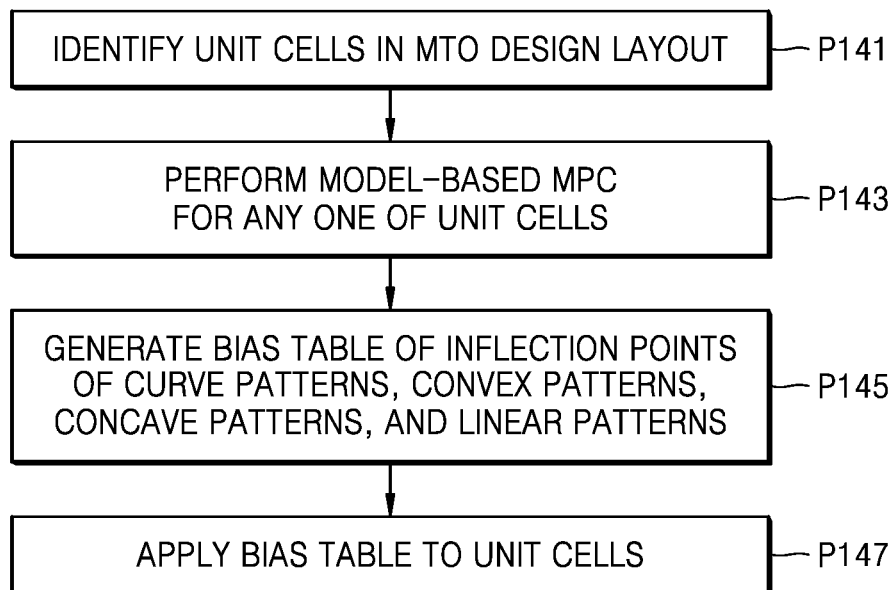 IDENTIFY UNIT CELLS IN MTO DESIGN LAYOUT
P141
PERFORM MODEL-BASED MPC
FOR ANY ONE OF UNIT CELLS
P143
GENERATE BIAS TABLE OF INFLECTION POINTS
OF CURVE PATTERNS, CONVEX PATTERNS,
CONCAVE PATTERNS, AND LINEAR PATTERNS
P145
APPLY BIAS TABLE TO UNIT CELLS
P147